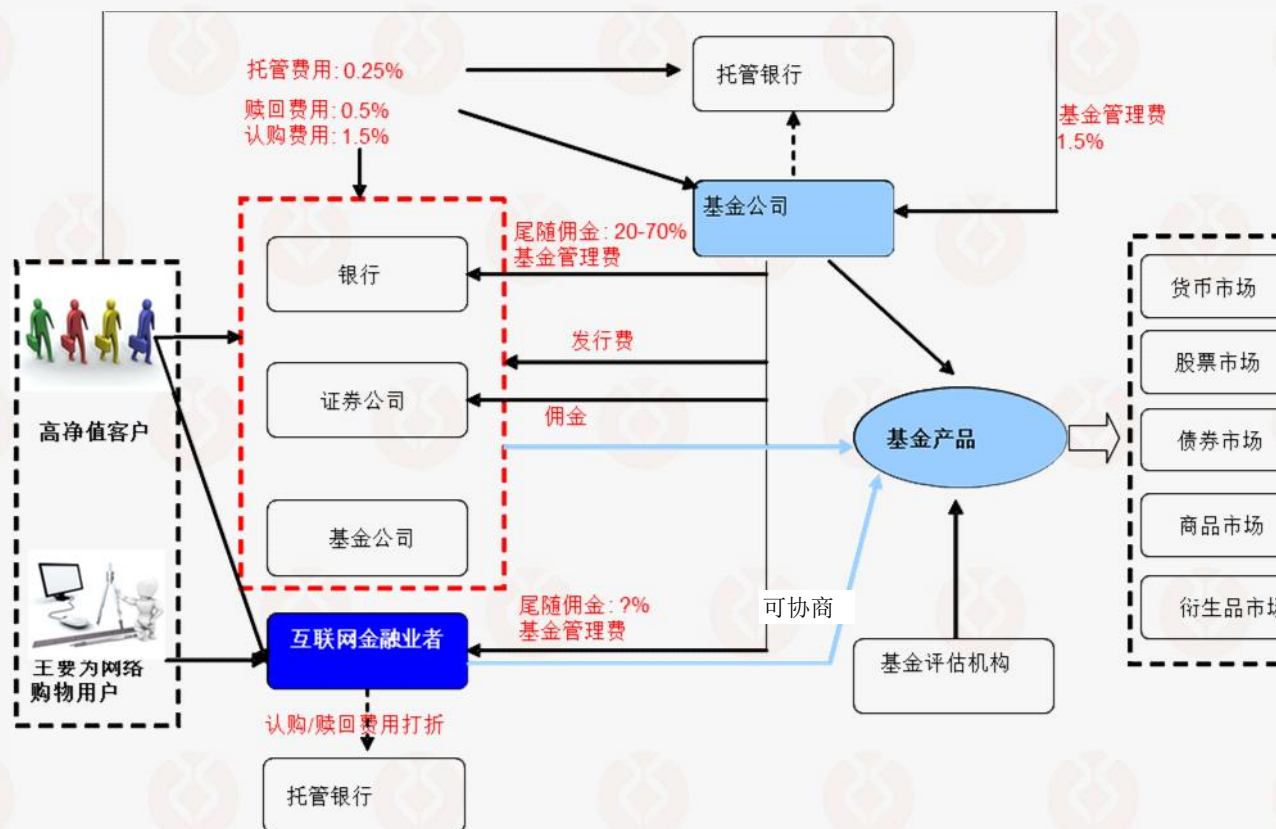 托管费用: 0.25%
赎回费用: 0.5%
认购费用: 1.5%
托管银行
基金管理费
1.5%
基金公司
尾随佣金: 20-70%
基金管理费
银行
发行费
证券公司
佣金
基金公司
高净值客户
主要为网络
购物用户
互联网金融业者
尾随佣金: ?%
基金管理费
可协商
认购/赎回费用打折
托管银行
基金产品
基金评估机构
货币市场
股票市场
债券市场
商品市场
衍生品市场